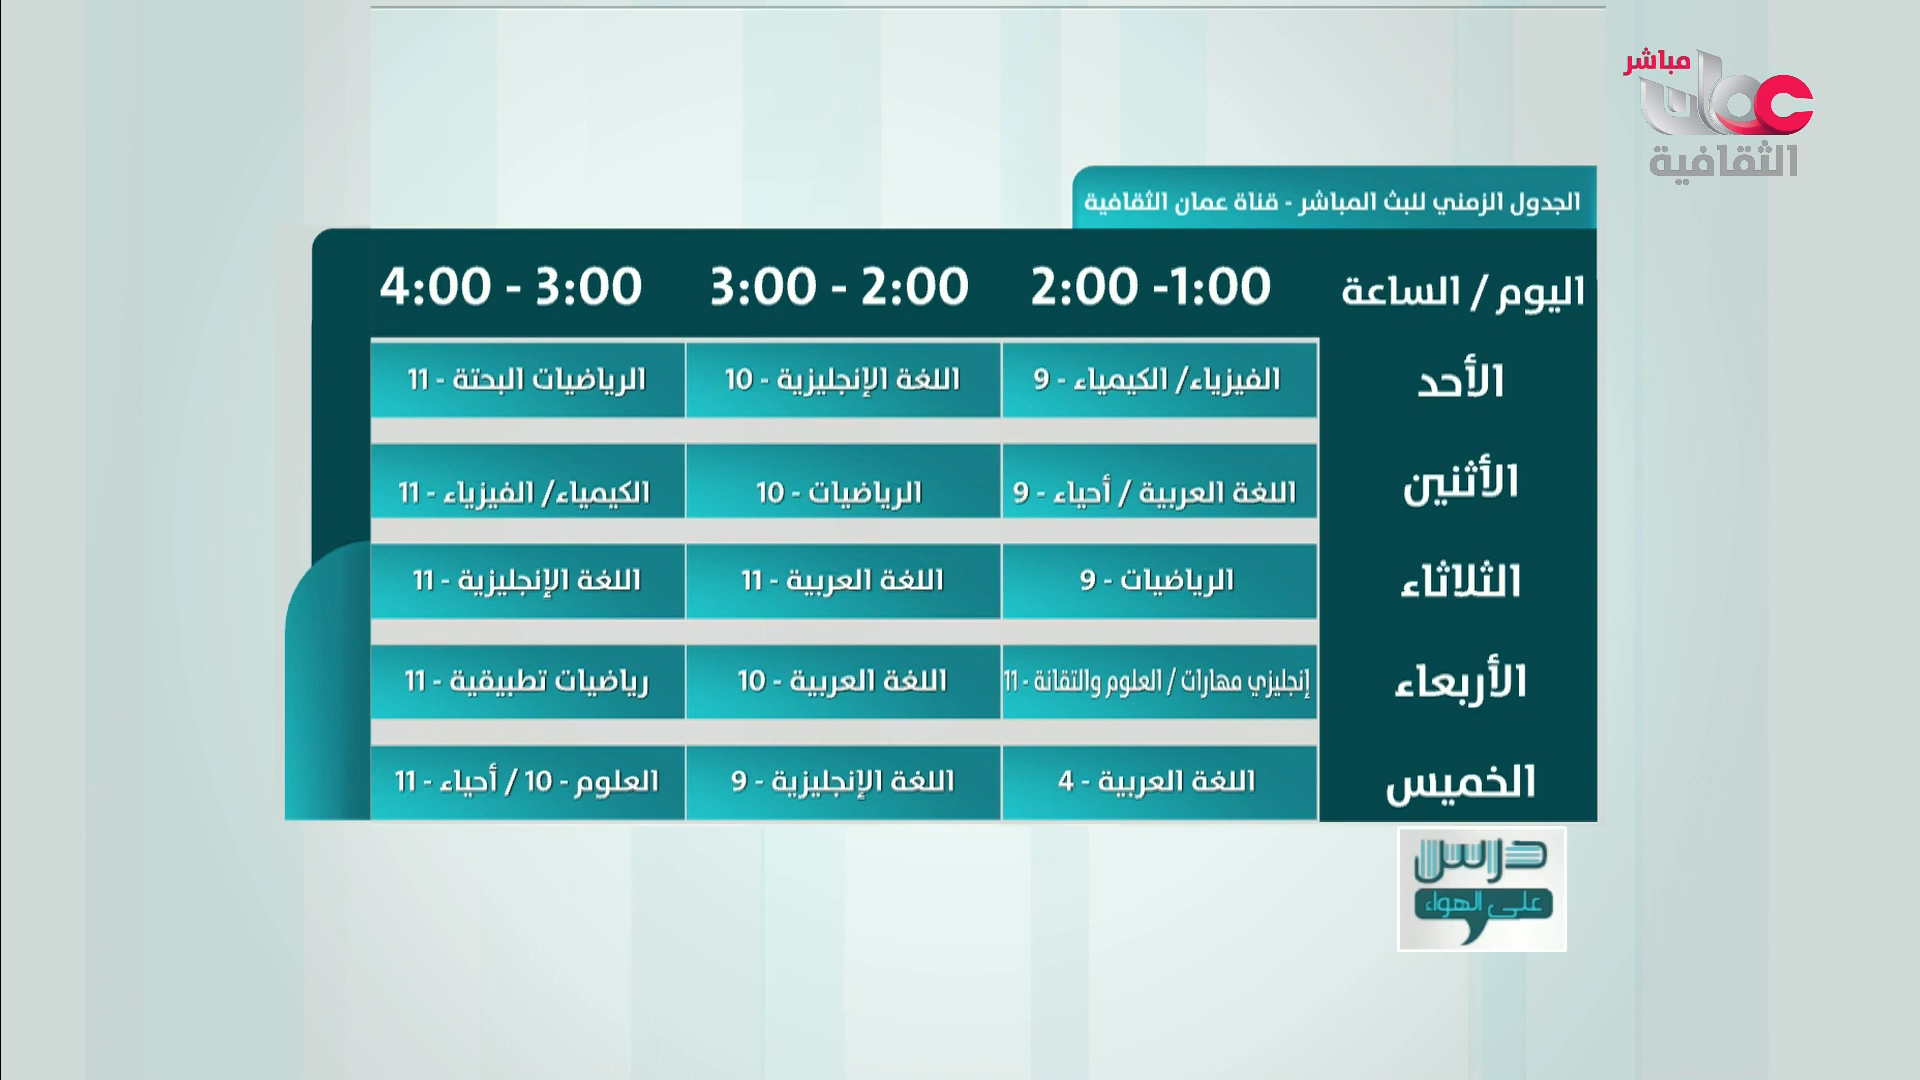 مباشر
عمان
الثقافية
الجدول الزمني للبث المباشر - قناة عمان الثقافية
اليوم / الساعة 1:00- 2:00 2:00 - 3:00 3:00 - 4:00
الأحد الفيزياء/ الكيمياء - 9 اللغة الإنجليزية - 10 الرياضيات البحتة - 11
الأثنين اللغة العربية / أحياء - 9 الرياضيات - 10 الكيمياء/ الفيزياء - 11
الثلاثاء الرياضيات - 9 اللغة العربية - 11 اللغة الإنجليزية - 11
الأربعاء إنجليزي مهارات / العلوم والتقانة - 11 اللغة العربية - 10 رياضيات تطبيقية - 11
الخميس اللغة العربية - 4 اللغة الإنجليزية - 9 العلوم - 10 / أحياء - 11
درس
على الهواء